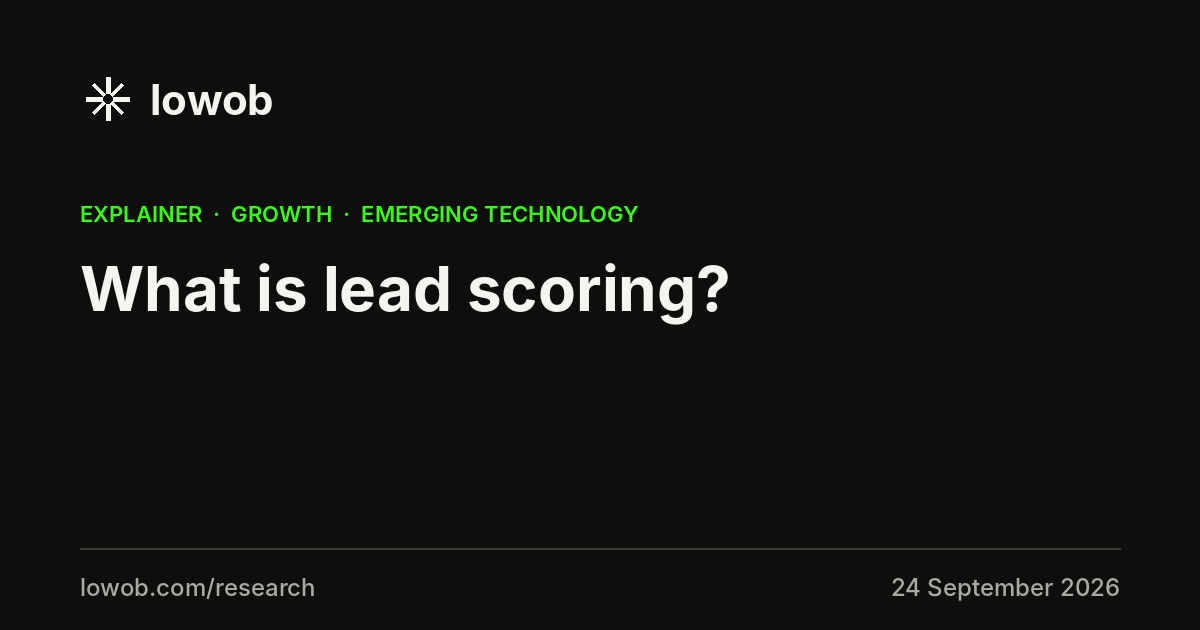 lowob
EXPLAINER · GROWTH · EMERGING TECHNOLOGY
What is lead scoring?
lowob.com/research
24 September 2026